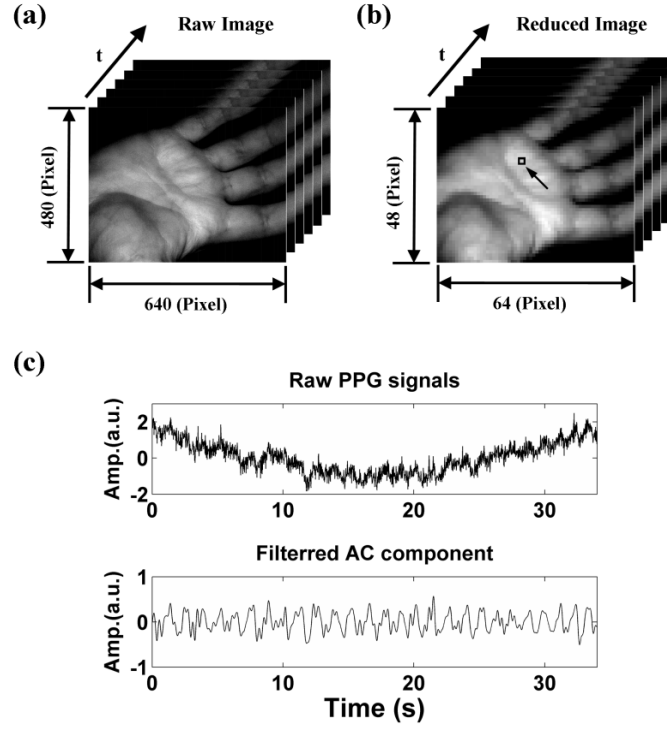 (a)
Raw Image
t
480 (Pixel)
640 (Pixel)
(b)
Reduced Image
t
48 (Pixel)
64 (Pixel)
(c)
Raw PPG signals
Amp.(a.u.)
2
0
-2
0 10 20 30
Filterred AC component
Amp.(a.u.)
1
0
-1
0 10 20 30
Time (s)